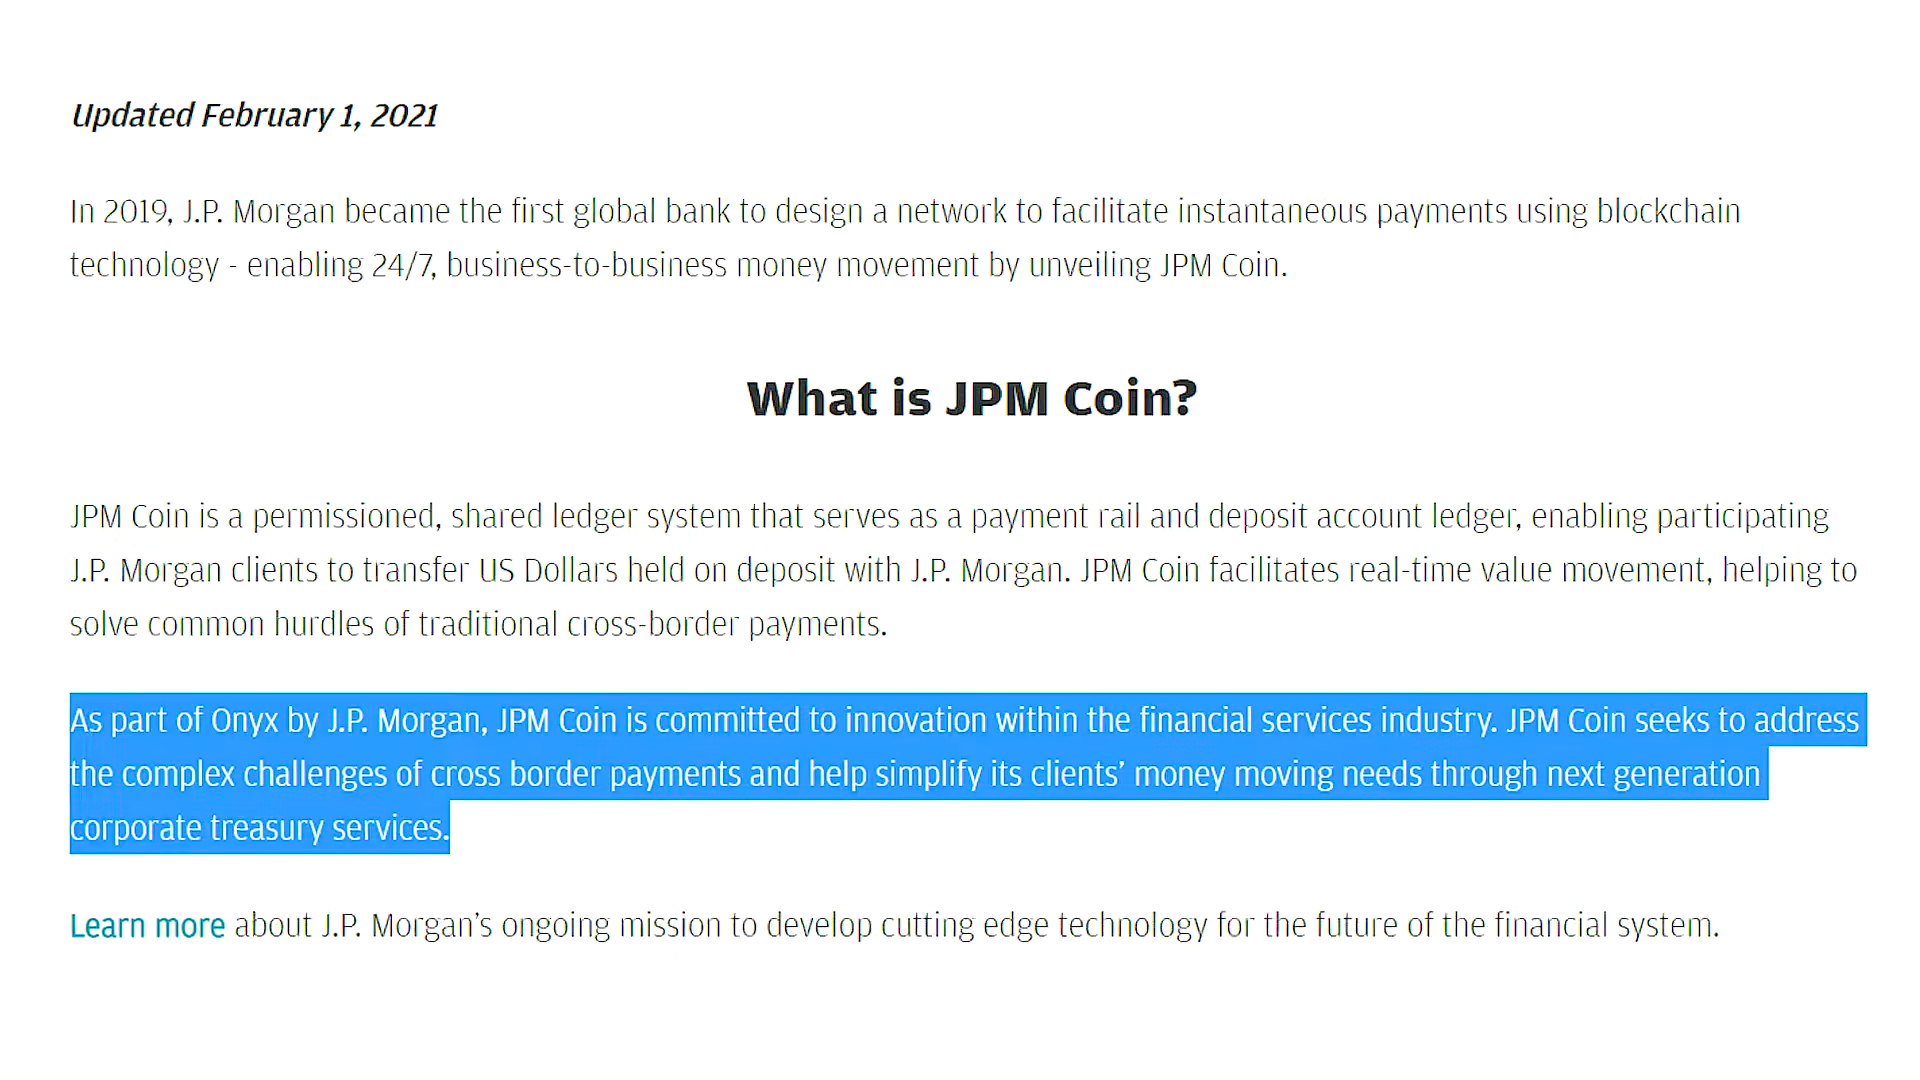 Updated February 1, 2021
In 2019, J.P. Morgan became the first global bank to design a network to facilitate instantaneous payments using blockchain
technology - enabling 24/7, business-to-business money movement by unveiling JPM Coin.
What is JPM Coin?
JPM Coin is a permissioned, shared ledger system that serves as a payment rail and deposit account ledger, enabling participating
J.P. Morgan clients to transfer US Dollars held on deposit with J.P. Morgan. JPM Coin facilitates real-time value movement, helping to
solve common hurdles of traditional cross-border payments.
As part of Onyx by J.P. Morgan, JPM Coin is committed to innovation within the financial services industry. JPM Coin seeks to address
the complex challenges of cross border payments and help simplify its clients’ money moving needs through next generation
corporate treasury services.
Learn more about J.P. Morgan’s ongoing mission to develop cutting edge technology for the future of the financial system.